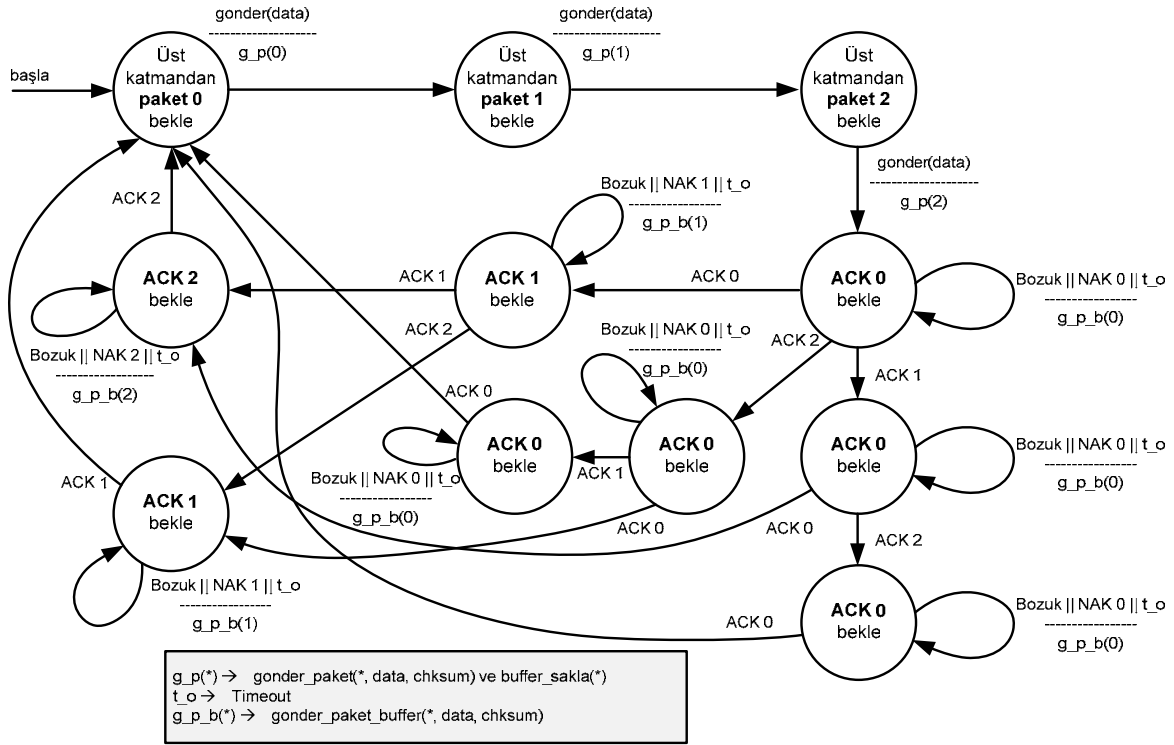 gonder(data)
--------------------
g_p(0)
gonder(data)
--------------------
g_p(1)
başla
Üst
katmandan
paket 0
bekle
Üst
katmandan
paket 1
bekle
Üst
katmandan
paket 2
bekle
gonder(data)
--------------------
g_p(2)
ACK 2
Bozuk || NAK 1 || t_o
-----------------
g_p_b(1)
ACK 2
bekle
ACK 1
ACK 1
bekle
ACK 0
ACK 0
bekle
Bozuk || NAK 0 || t_o
-----------------
g_p_b(0)
ACK 2
Bozuk || NAK 0 || t_o
-----------------
g_p_b(0)
ACK 2
Bozuk || NAK 2 || t_o
------------------
g_p_b(2)
ACK 1
ACK 0
ACK 0
bekle
ACK 1
ACK 0
bekle
ACK 0
bekle
Bozuk || NAK 0 || t_o
-----------------
g_p_b(0)
Bozuk || NAK 0 || t_o
-----------------
g_p_b(0)
ACK 1
ACK 1
bekle
ACK 0
ACK 0
ACK 2
Bozuk || NAK 1 || t_o
-----------------
g_p_b(1)
ACK 0
ACK 0
bekle
Bozuk || NAK 0 || t_o
-----------------
g_p_b(0)
g_p(*) → gonder_paket(*, data, chksum) ve buffer_sakla(*)
t_o → Timeout
g_p_b(*) → gonder_paket_buffer(*, data, chksum)